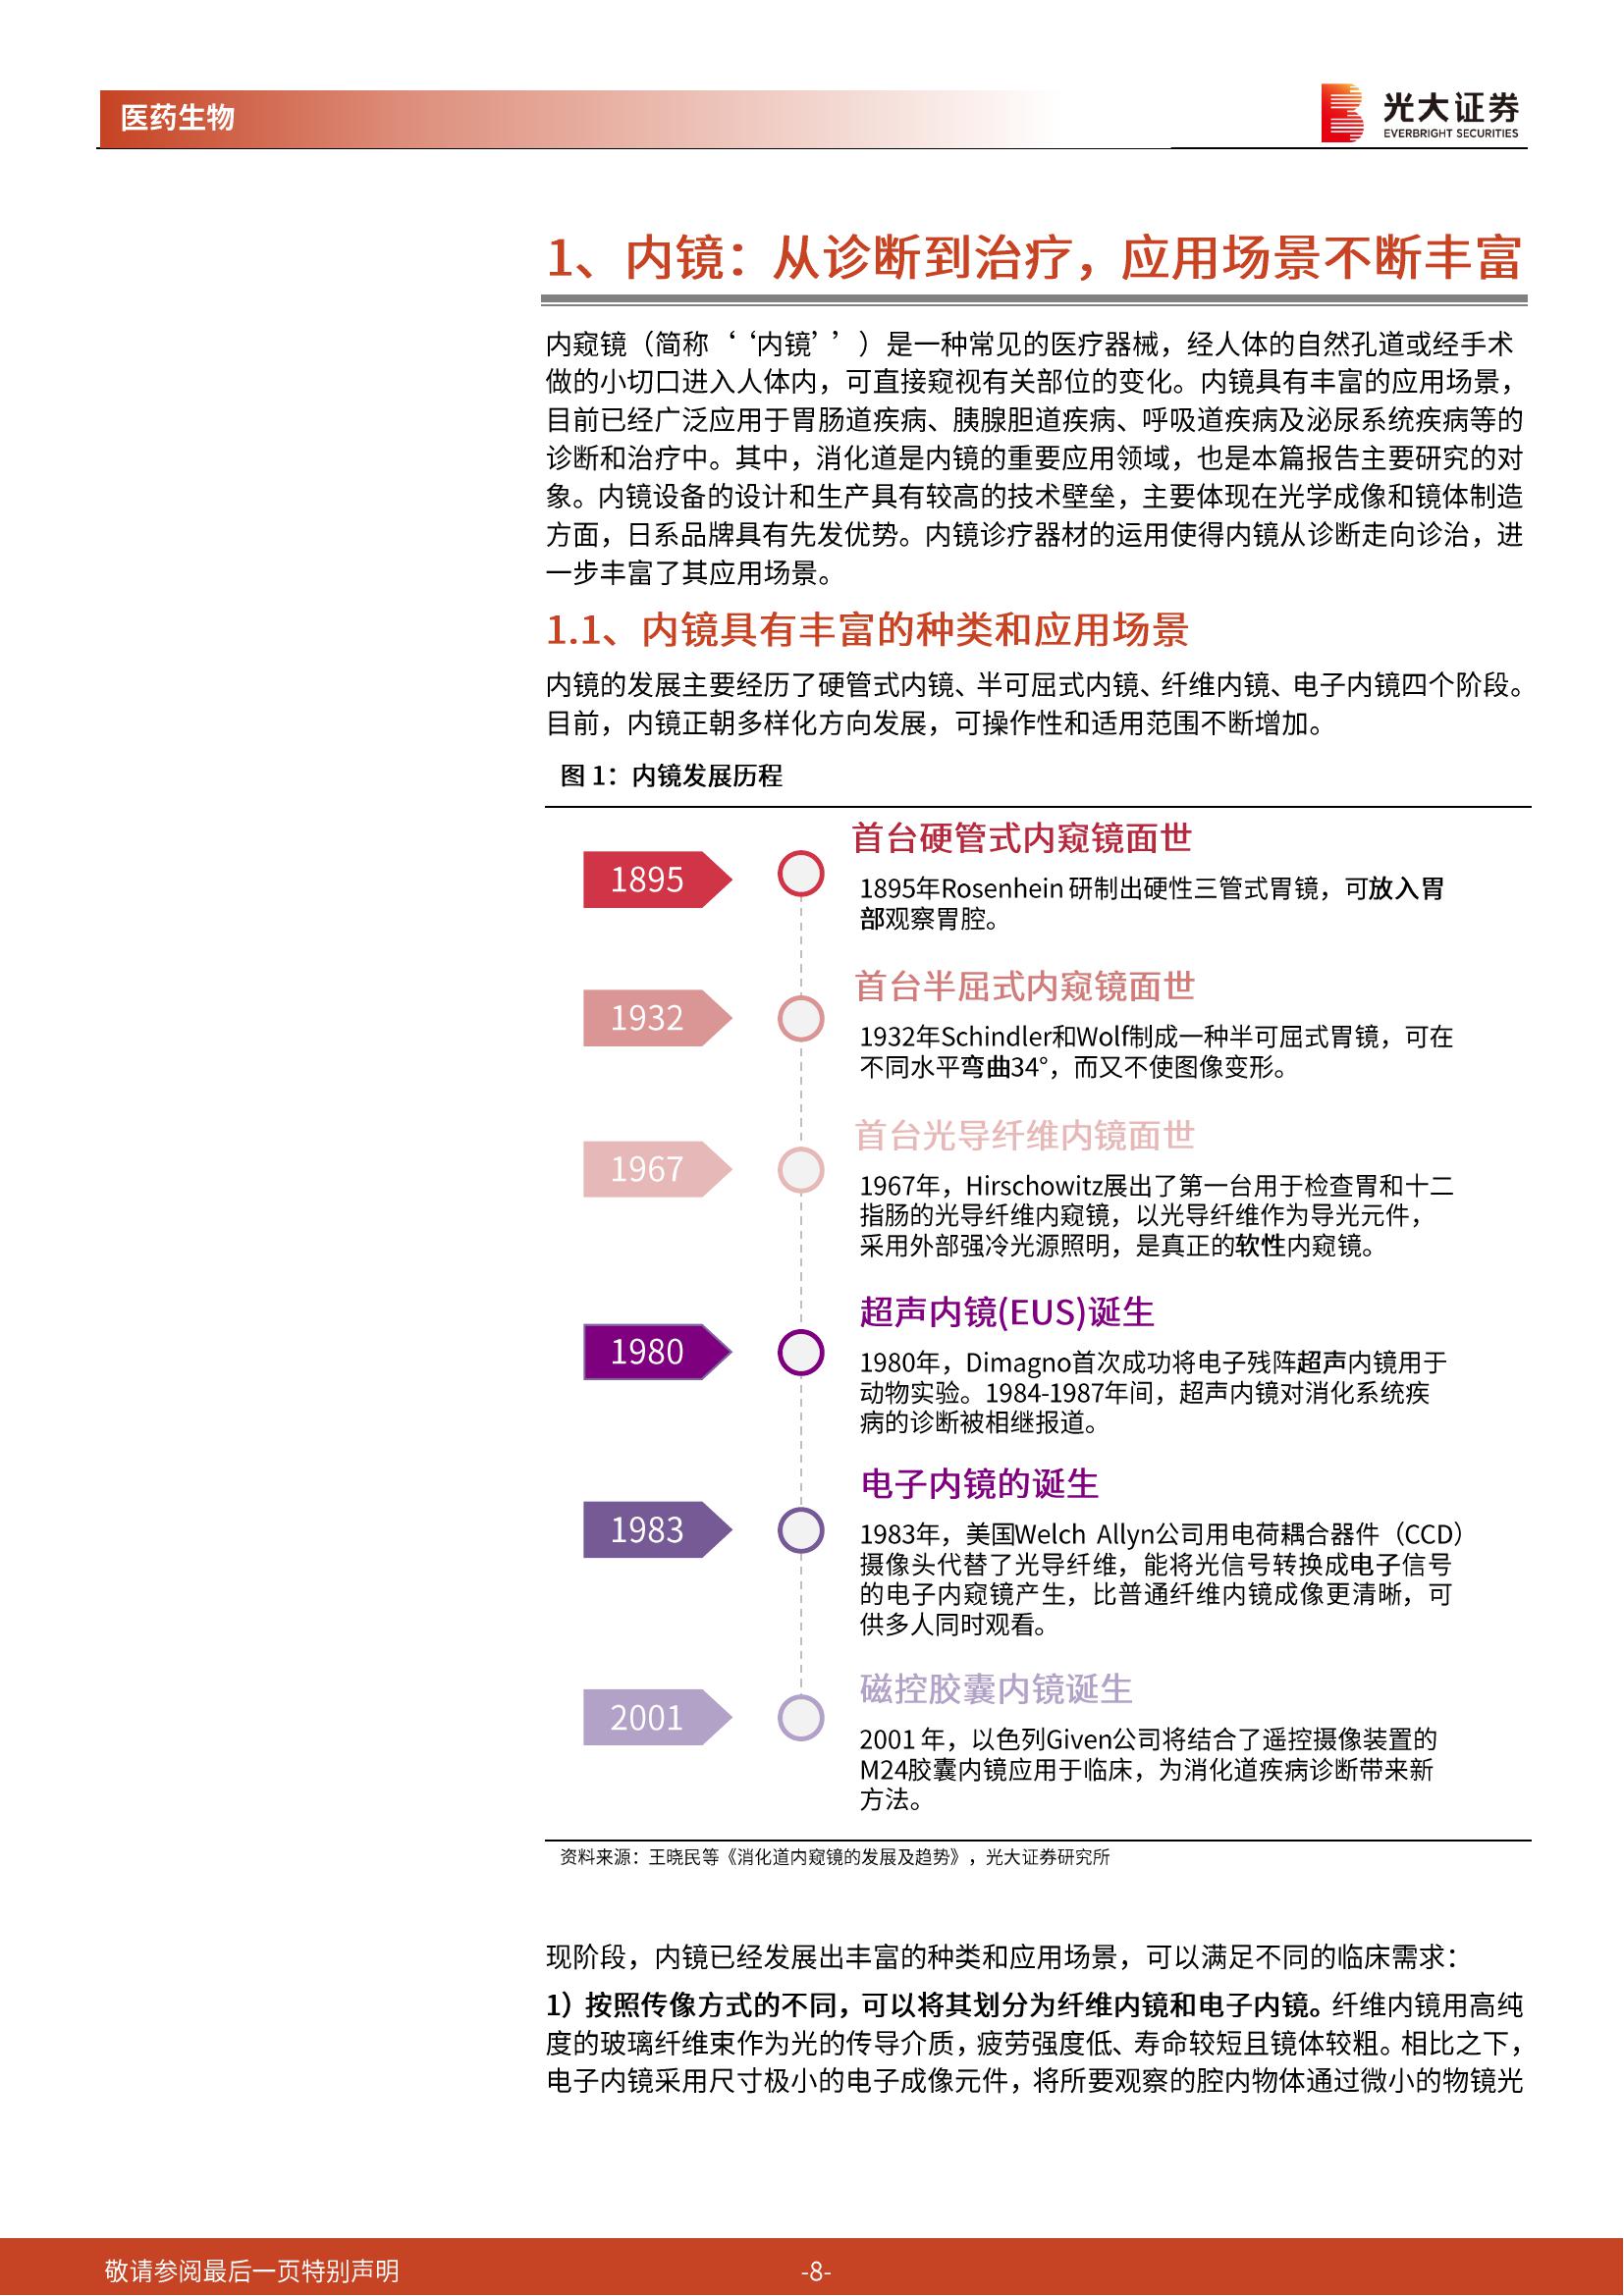 医药生物
光大证券
EVERBRIGHT SECURITIES
1、内镜：从诊断到治疗，应用场景不断丰富
内窥镜（简称‘‘内镜’’）是一种常见的医疗器械，经人体的自然孔道或经手术
做的小切口进入人体内，可直接窥视有关部位的变化。内镜具有丰富的应用场景，
目前已经广泛应用于胃肠道疾病、胰腺胆道疾病、呼吸道疾病及泌尿系统疾病等的
诊断和治疗中。其中，消化道是内镜的重要应用领域，也是本篇报告主要研究的对
象。内镜设备的设计和生产具有较高的技术壁垒，主要体现在光学成像和镜体制造
方面，日系品牌具有先发优势。内镜诊疗器材的运用使得内镜从诊断走向诊治，进
一步丰富了其应用场景。
1.1、内镜具有丰富的种类和应用场景
内镜的发展主要经历了硬管式内镜、半可屈式内镜、纤维内镜、电子内镜四个阶段。
目前，内镜正朝多样化方向发展，可操作性和适用范围不断增加。
图 1：内镜发展历程
首台硬管式内窥镜面世
1895
1895年Rosenhein 研制出硬性三管式胃镜，可放入胃
部观察胃腔。
首台半屈式内窥镜面世
1932
1932年Schindler和Wolf制成一种半可屈式胃镜，可在
不同水平弯曲34°，而又不使图像变形。
首台光导纤维内镜面世
1967
1967年，Hirschowitz展出了第一台用于检查胃和十二
指肠的光导纤维内窥镜，以光导纤维作为导光元件，
采用外部强冷光源照明，是真正的软性内窥镜。
超声内镜(EUS)诞生
1980
1980年，Dimagno首次成功将电子残阵超声内镜用于
动物实验。1984-1987年间，超声内镜对消化系统疾
病的诊断被相继报道。
电子内镜的诞生
1983
1983年，美国Welch Allyn公司用电荷耦合器件（CCD）
摄像头代替了光导纤维，能将光信号转换成电子信号
的电子内窥镜产生，比普通纤维内镜成像更清晰，可
供多人同时观看。
磁控胶囊内镜诞生
2001
2001 年，以色列Given公司将结合了遥控摄像装置的
M24胶囊内镜应用于临床，为消化道疾病诊断带来新
方法。
资料来源：王晓民等《消化道内窥镜的发展及趋势》，光大证券研究所
现阶段，内镜已经发展出丰富的种类和应用场景，可以满足不同的临床需求：
1）按照传像方式的不同，可以将其划分为纤维内镜和电子内镜。纤维内镜用高纯
度的玻璃纤维束作为光的传导介质，疲劳强度低、寿命较短且镜体较粗。相比之下，
电子内镜采用尺寸极小的电子成像元件，将所要观察的腔内物体通过微小的物镜光
敬请参阅最后一页特别声明
-8-